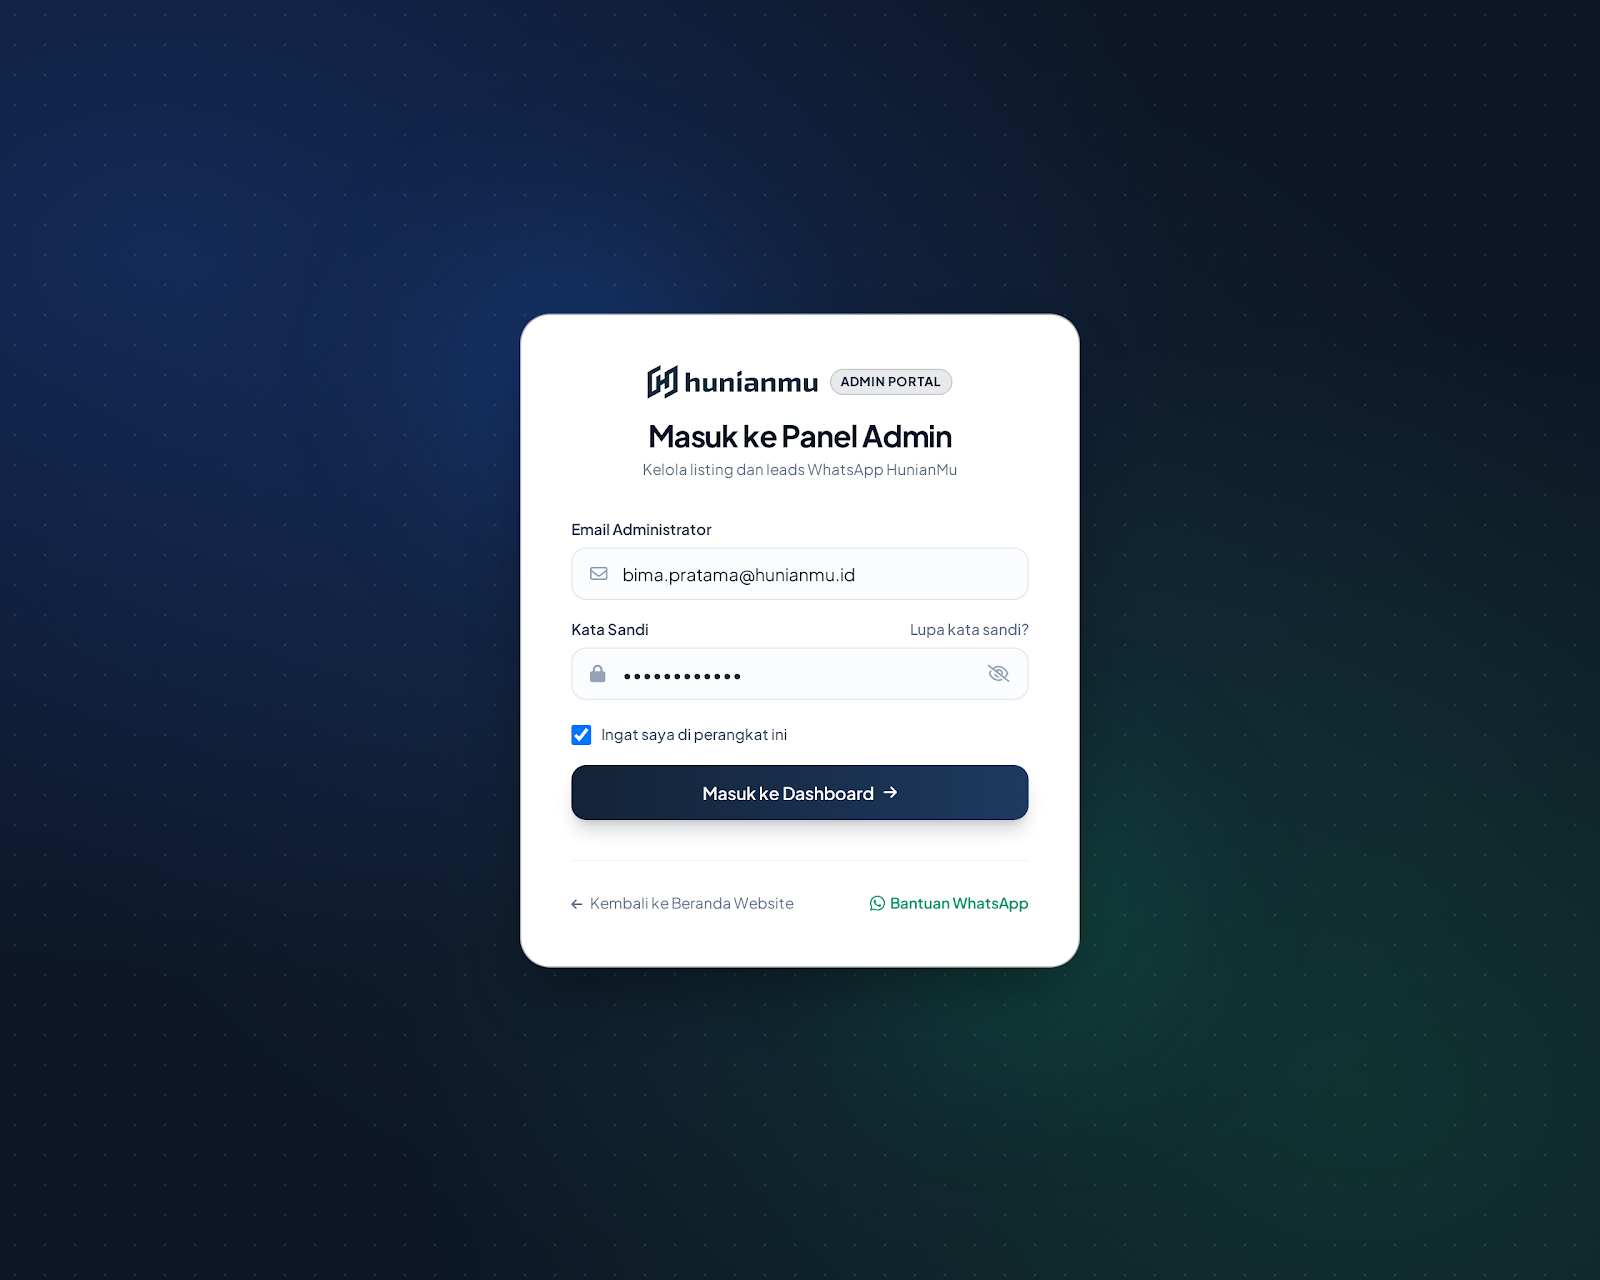 hunianmu ADMIN PORTAL
Masuk ke Panel Admin
Kelola listing dan leads WhatsApp HunianMu
Email Administrator
bima.pratama@hunianmu.id
Kata Sandi Lupa kata sandi?
••••••••••••
Ingat saya di perangkat ini
Masuk ke Dashboard →
← Kembali ke Beranda Website Bantuan WhatsApp